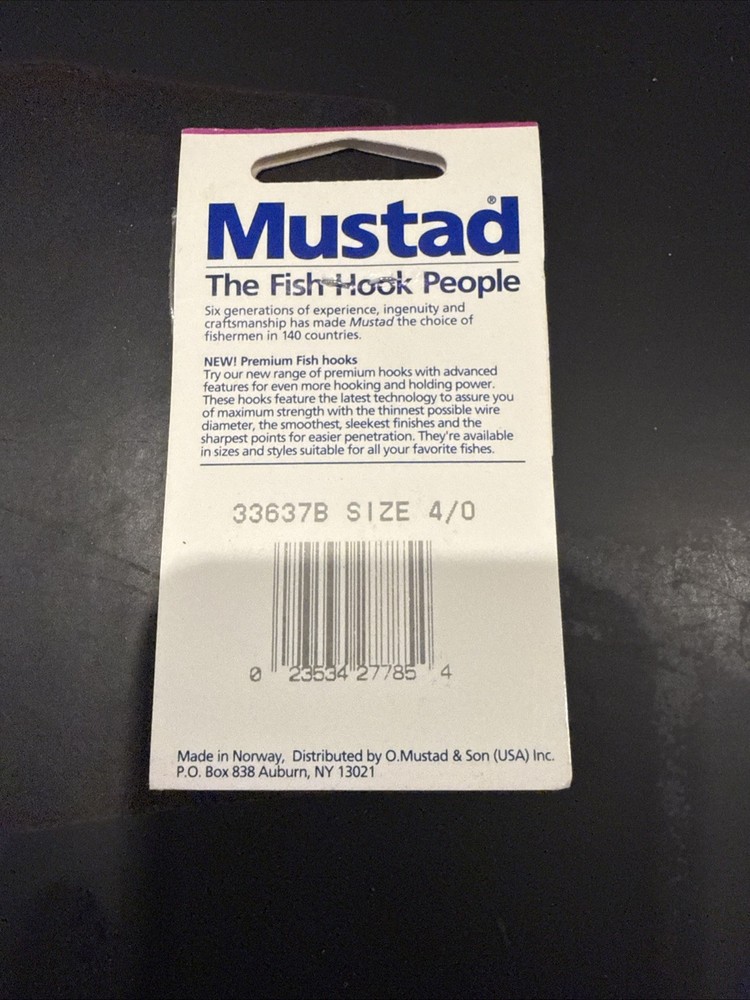 Mustad®
The Fish Hook People
Six generations of experience, ingenuity and
craftsmanship has made Mustad the choice of
fishermen in 140 countries.
NEW! Premium Fish hooks
Try our new range of premium hooks with advanced
features for even more hooking and holding power.
These hooks feature the latest technology to assure you
of maximum strength with the thinnest possible wire
diameter, the smoothest, sleekest finishes and the
sharpest points for easier penetration. They're available
in sizes and styles suitable for all your favorite fishes.
33637B SIZE 4/0
0 23534 27785 4
Made in Norway, Distributed by O.Mustad & Son (USA) Inc.
P.O. Box 838 Auburn, NY 13021